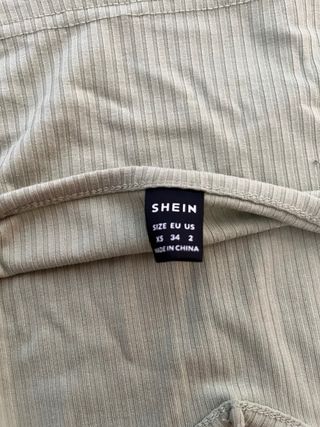 SHEIN
SIZE EU US
XS 34 2
MADE IN CHINA